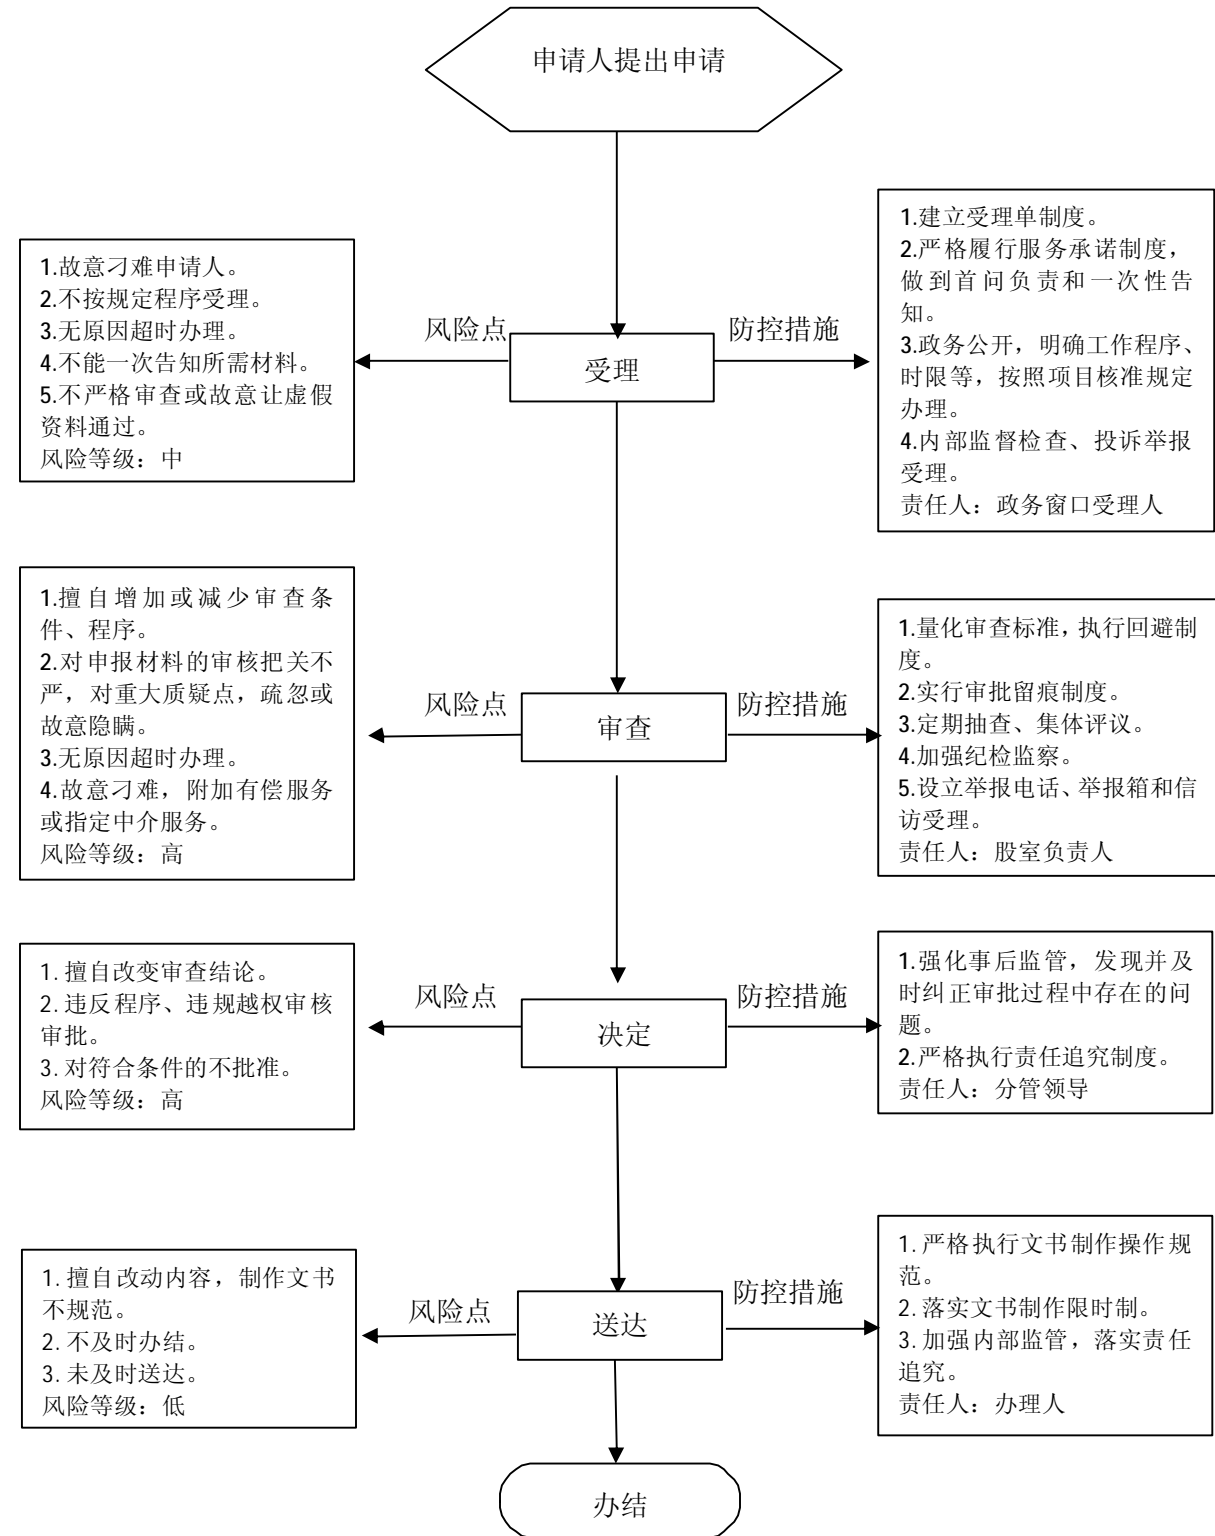 申请人提出申请
1.故意刁难申请人。
2.不按规定程序受理。
3.无原因超时办理。
4.不能一次告知所需材料。
5.不严格审查或故意让虚假
资料通过。
风险等级：中
风险点
受理
防控措施
1.建立受理单制度。
2.严格履行服务承诺制度，
做到首问负责和一次性告
知。
3.政务公开，明确工作程序、
时限等，按照项目核准规定
办理。
4.内部监督检查、投诉举报
受理。
责任人：政务窗口受理人
1.擅自增加或减少审查条
件、程序。
2.对申报材料的审核把关不
严，对重大质疑点，疏忽或
故意隐瞒。
3.无原因超时办理。
4.故意刁难，附加有偿服务
或指定中介服务。
风险等级：高
风险点
审查
防控措施
1.量化审查标准，执行回避制
度。
2.实行审批留痕制度。
3.定期抽查、集体评议。
4.加强纪检监察。
5.设立举报电话、举报箱和信
访受理。
责任人：股室负责人
1.擅自改变审查结论。
2.违反程序、违规越权审核
审批。
3.对符合条件的不批准。
风险等级：高
风险点
决定
防控措施
1.强化事后监管，发现并及
时纠正审批过程中存在的问
题。
2.严格执行责任追究制度。
责任人：分管领导
1.擅自改动内容，制作文书
不规范。
2.不及时办结。
3.未及时送达。
风险等级：低
风险点
送达
防控措施
1.严格执行文书制作操作规
范。
2.落实文书制作限时制。
3.加强内部监管，落实责任
追究。
责任人：办理人
办结